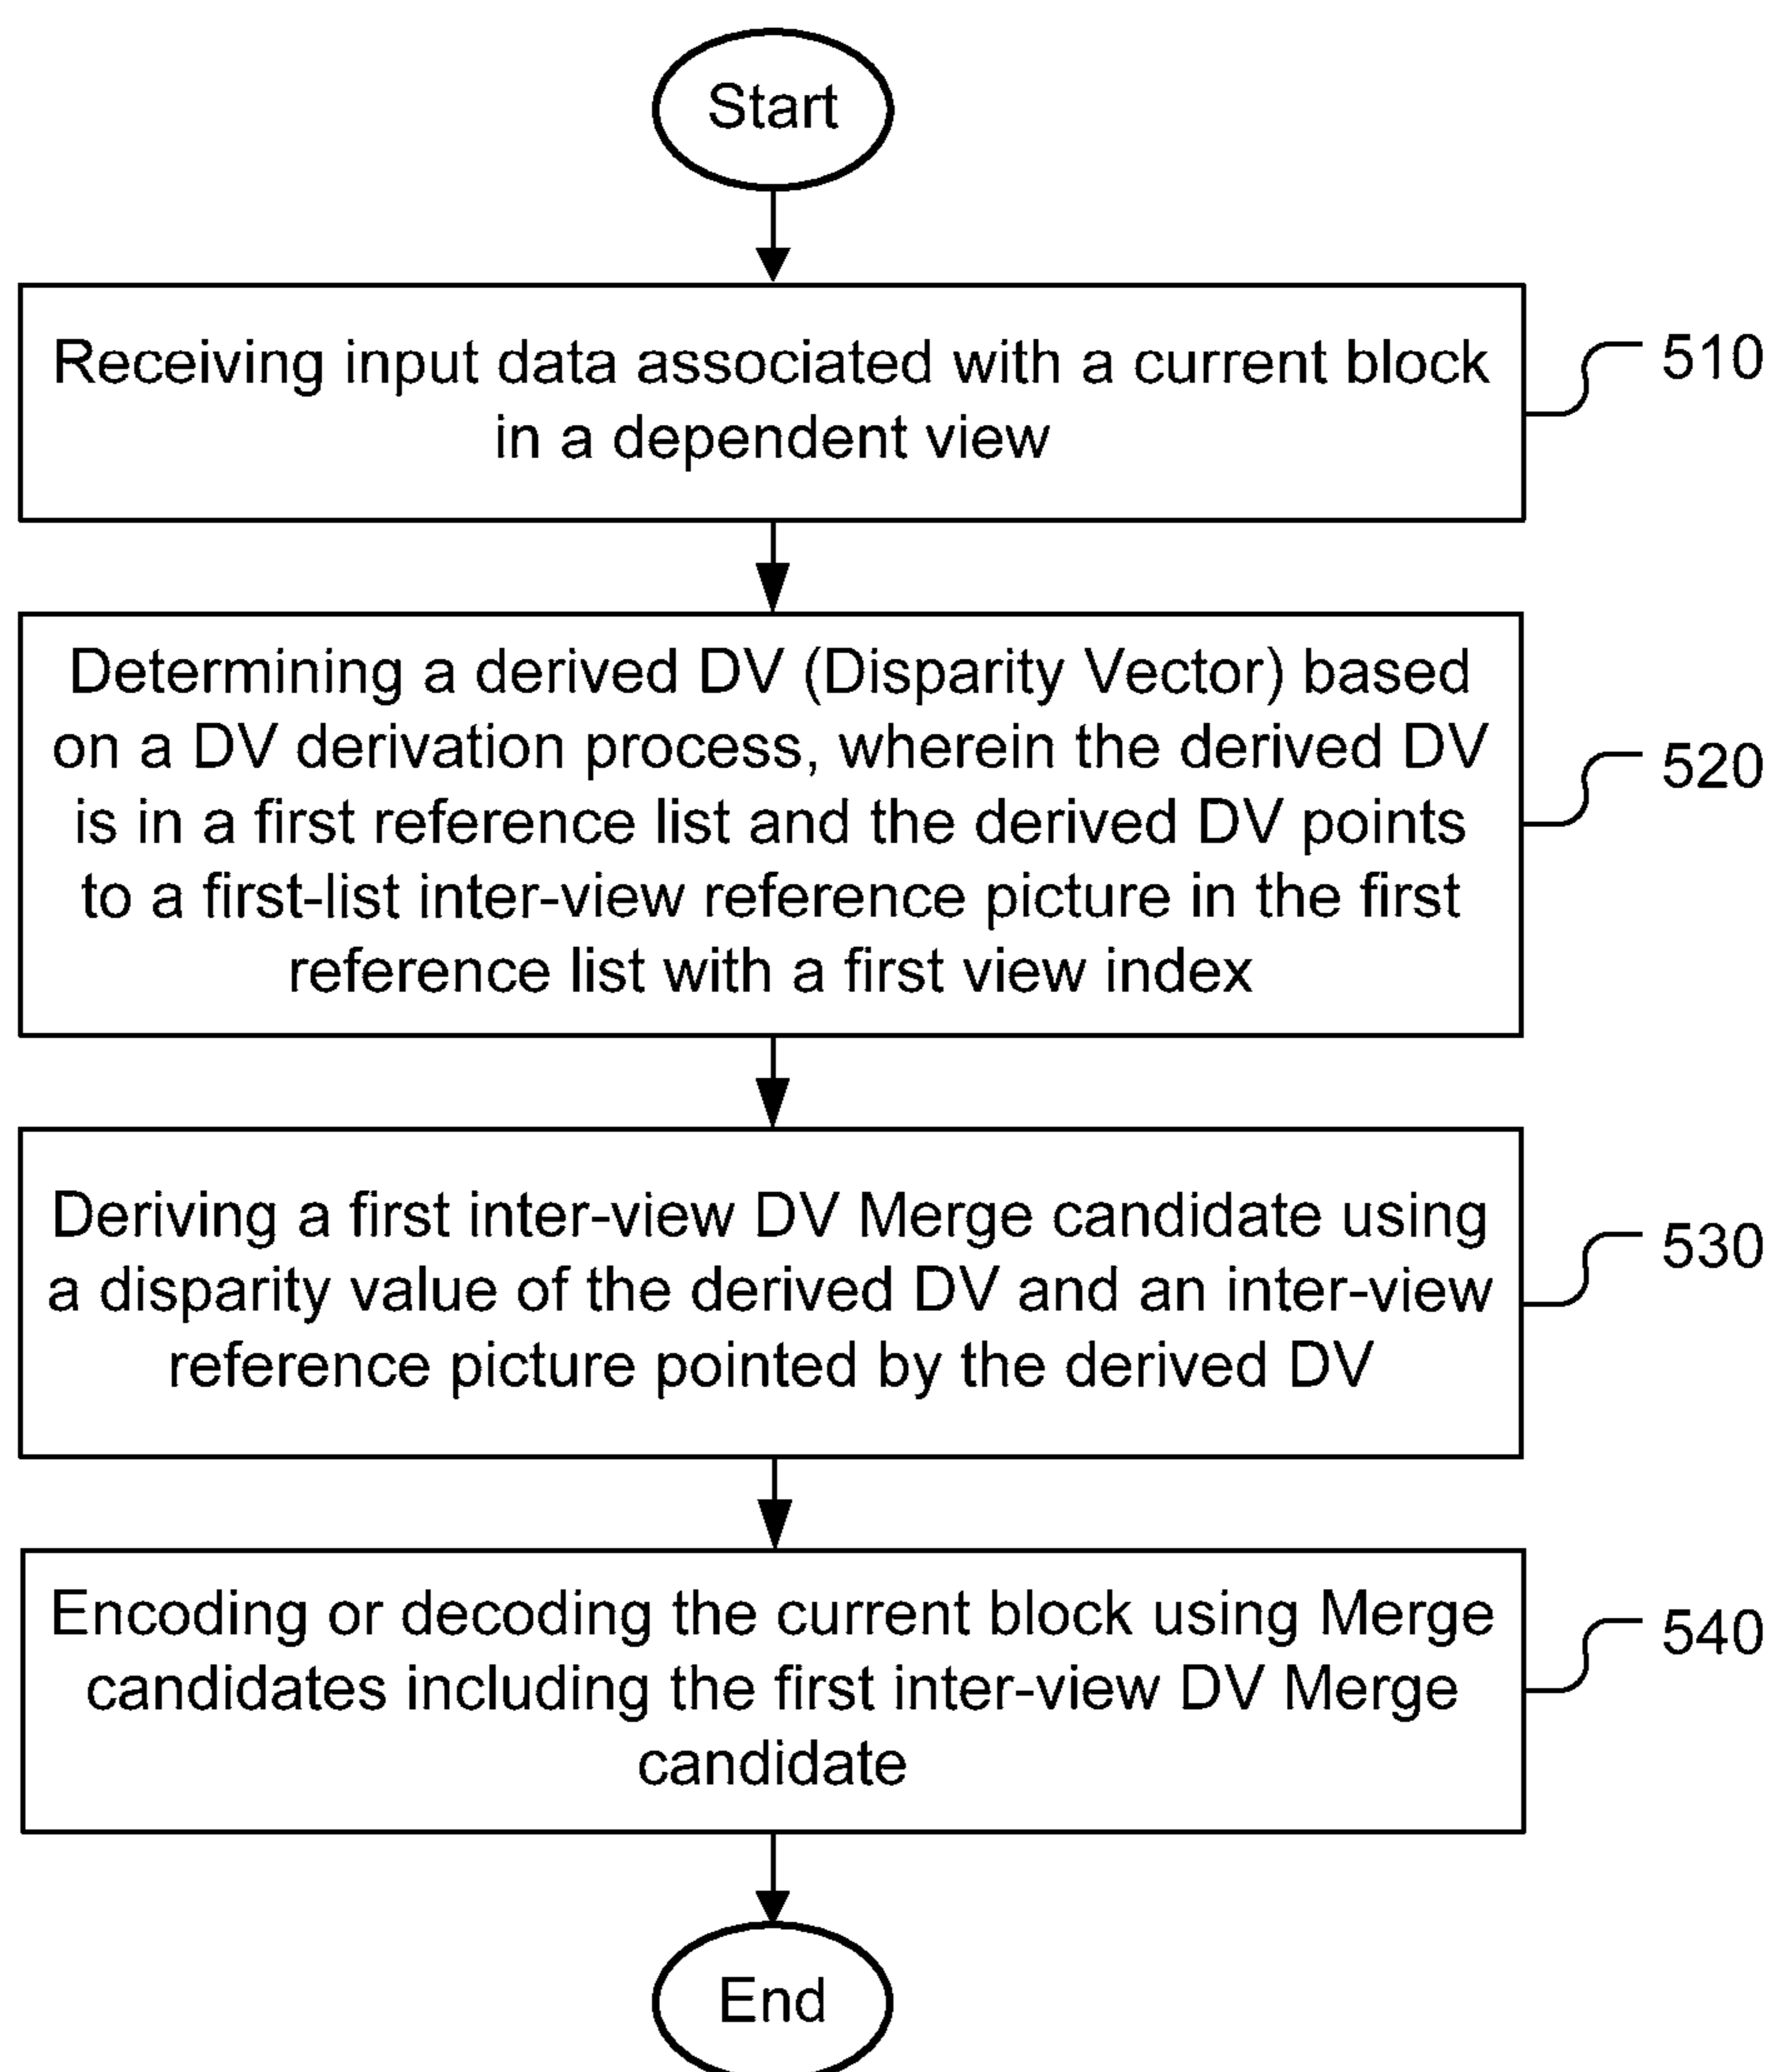 Start
Receiving input data associated with a current block
in a dependent view
510
Determining a derived DV (Disparity Vector) based
on a DV derivation process, wherein the derived DV
is in a first reference list and the derived DV points
to a first-list inter-view reference picture in the first
reference list with a first view index
520
Deriving a first inter-view DV Merge candidate using
a disparity value of the derived DV and an inter-view
reference picture pointed by the derived DV
530
Encoding or decoding the current block using Merge
candidates including the first inter-view DV Merge
candidate
540
End